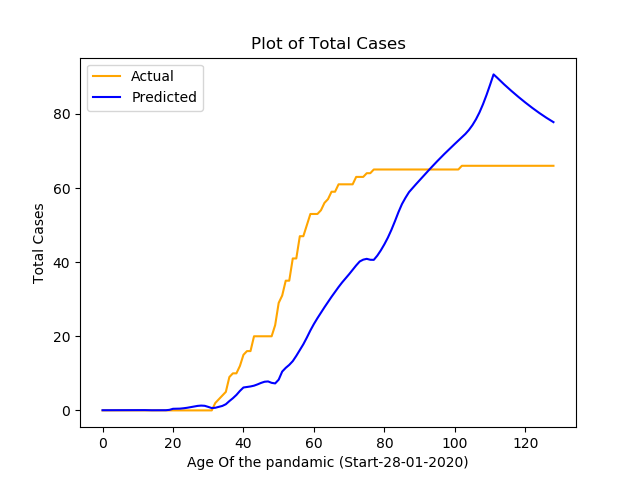 Plot of Total Cases
Actual
Predicted
80
60
40
20
0
Total Cases
0 20 40 60 80 100 120
Age Of the pandamic (Start-28-01-2020)